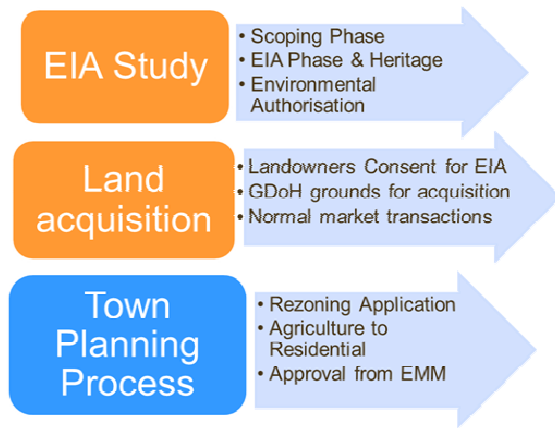 EIA Study
• Scoping Phase
• EIA Phase & Heritage
• Environmental
Authorisation
Land
acquisition
• Landowners Consent for EIA
• GDoH grounds for acquisition
• Normal market transactions
Town
Planning
Process
• Rezoning Application
• Agriculture to
Residential
• Approval from EMM